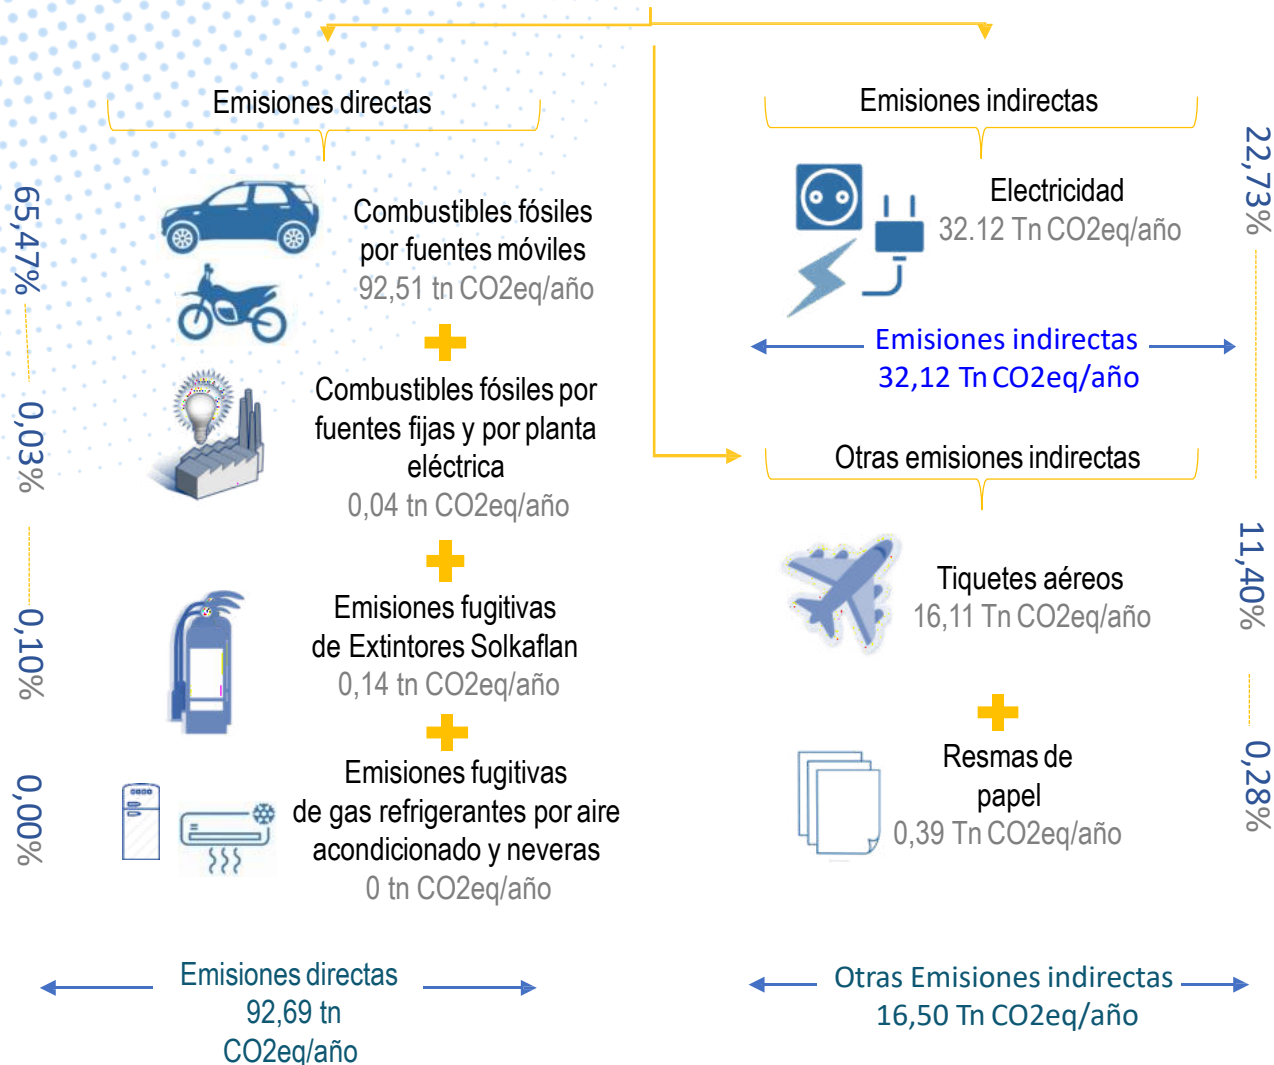 Emisiones directas
65,47%
Combustibles fósiles
por fuentes móviles
92,51 tn CO2eq/año
0,03%
Combustibles fósiles por
fuentes fijas y por planta
eléctrica
0,04 tn CO2eq/año
0,10%
Emisiones fugitivas
de Extintores Solkaflan
0,14 tn CO2eq/año
0,00%
Emisiones fugitivas
de gas refrigerantes por aire
acondicionado y neveras
0 tn CO2eq/año
Emisiones directas
92,69 tn
CO2eq/año
Emisiones indirectas
22,73%
Electricidad
32.12 Tn CO2eq/año
Emisiones indirectas
32,12 Tn CO2eq/año
Otras emisiones indirectas
11,40%
Tiquetes aéreos
16,11 Tn CO2eq/año
0,28%
Resmas de
papel
0,39 Tn CO2eq/año
Otras Emisiones indirectas
16,50 Tn CO2eq/año